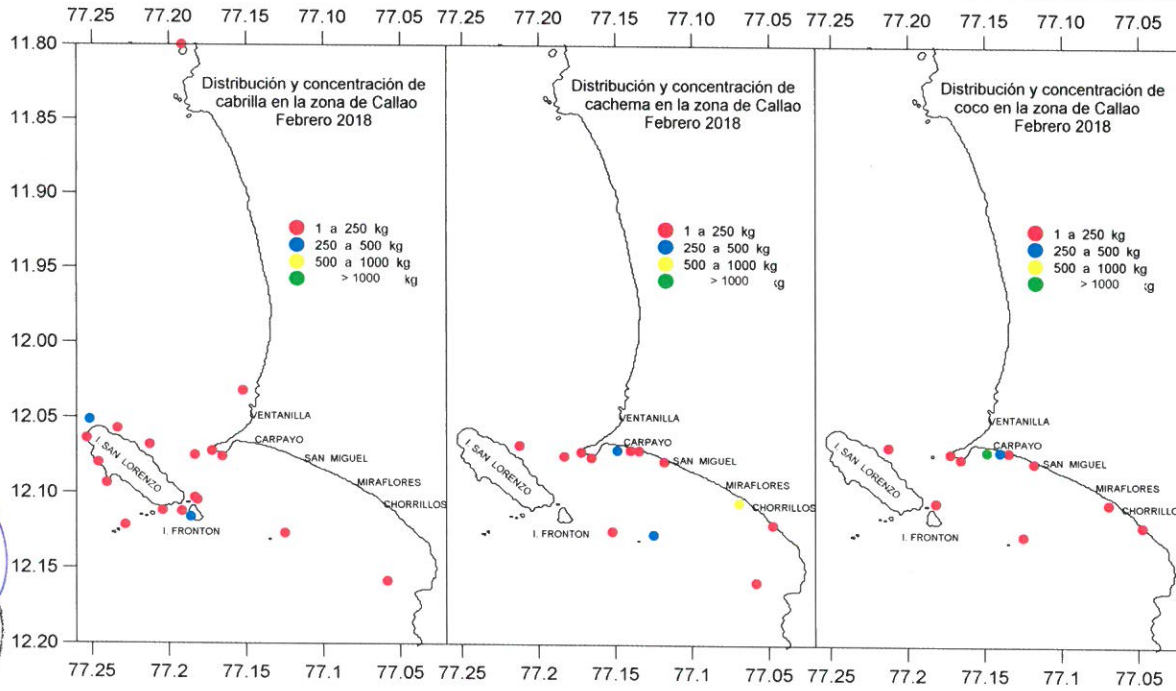 77.25 77.20 77.15 77.10 77.05 77.25 77.20 77.15 77.10 77.05 77.25 77.20 77.15 77.10 77.05
11.80
11.85
11.90
11.95
12.00
12.05
12.10
12.15
12.20
Distribución y concentración de
cabrilla en la zona de Callao
Febrero 2018
1 a 250 kg
250 a 500 kg
500 a 1000 kg
> 1000 kg
VENTANILLA
CARPAYO
SAN MIGUEL
MIRAFLORES
CHORRILLOS
I. SAN LORENZO
I. FRONTON
Distribución y concentración de
cachema en la zona de Callao
Febrero 2018
1 a 250 kg
250 a 500 kg
500 a 1000 kg
> 1000 kg
VENTANILLA
CARPAYO
SAN MIGUEL
MIRAFLORES
CHORRILLOS
I. SAN LORENZO
I. FRONTON
Distribución y concentración de
coco en la zona de Callao
Febrero 2018
1 a 250 kg
250 a 500 kg
500 a 1000 kg
> 1000 kg
VENTANILLA
CARPAYO
SAN MIGUEL
MIRAFLORES
CHORRILLOS
I. SAN LORENZO
I. FRONTON
77.25 77.2 77.15 77.1 77.05 77.25 77.2 77.15 77.1 77.05 77.25 77.2 77.15 77.1 77.05